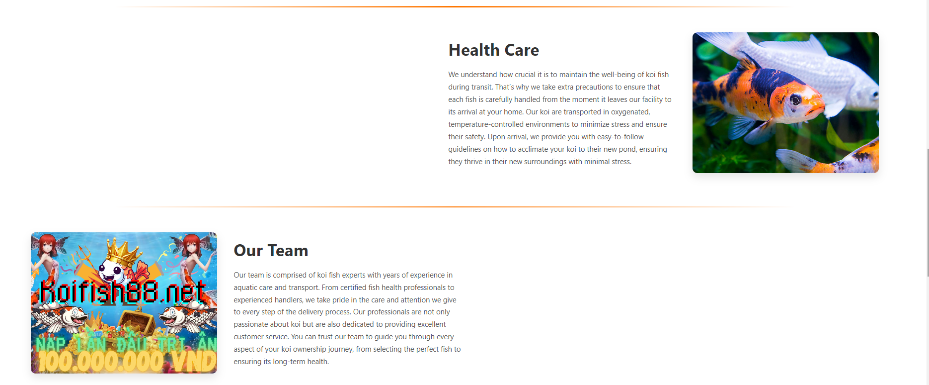 Health Care
We understand how crucial it is to maintain the well-being of koi fish
during transit. That's why we take extra precautions to ensure that
each fish is carefully handled from the moment it leaves our facility to
its arrival at your home. Our koi are transported in oxygenated,
temperature-controlled environments to minimize stress and ensure
their safety. Upon arrival, we provide you with easy-to-follow
guidelines on how to acclimate your koi to their new pond, ensuring
they thrive in their new surroundings with minimal stress.
Koifish88.net
NẠP LẦN ĐẦU TRI ÂN
100.000.000 VND
Our Team
Our team is comprised of koi fish experts with years of experience in
aquatic care and transport. From certified fish health professionals to
experienced handlers, we take pride in the care and attention we give
to every step of the delivery process. Our professionals are not only
passionate about koi but are also dedicated to providing excellent
customer service. You can trust our team to guide you through every
aspect of your koi ownership journey, from selecting the perfect fish to
ensuring its long-term health.